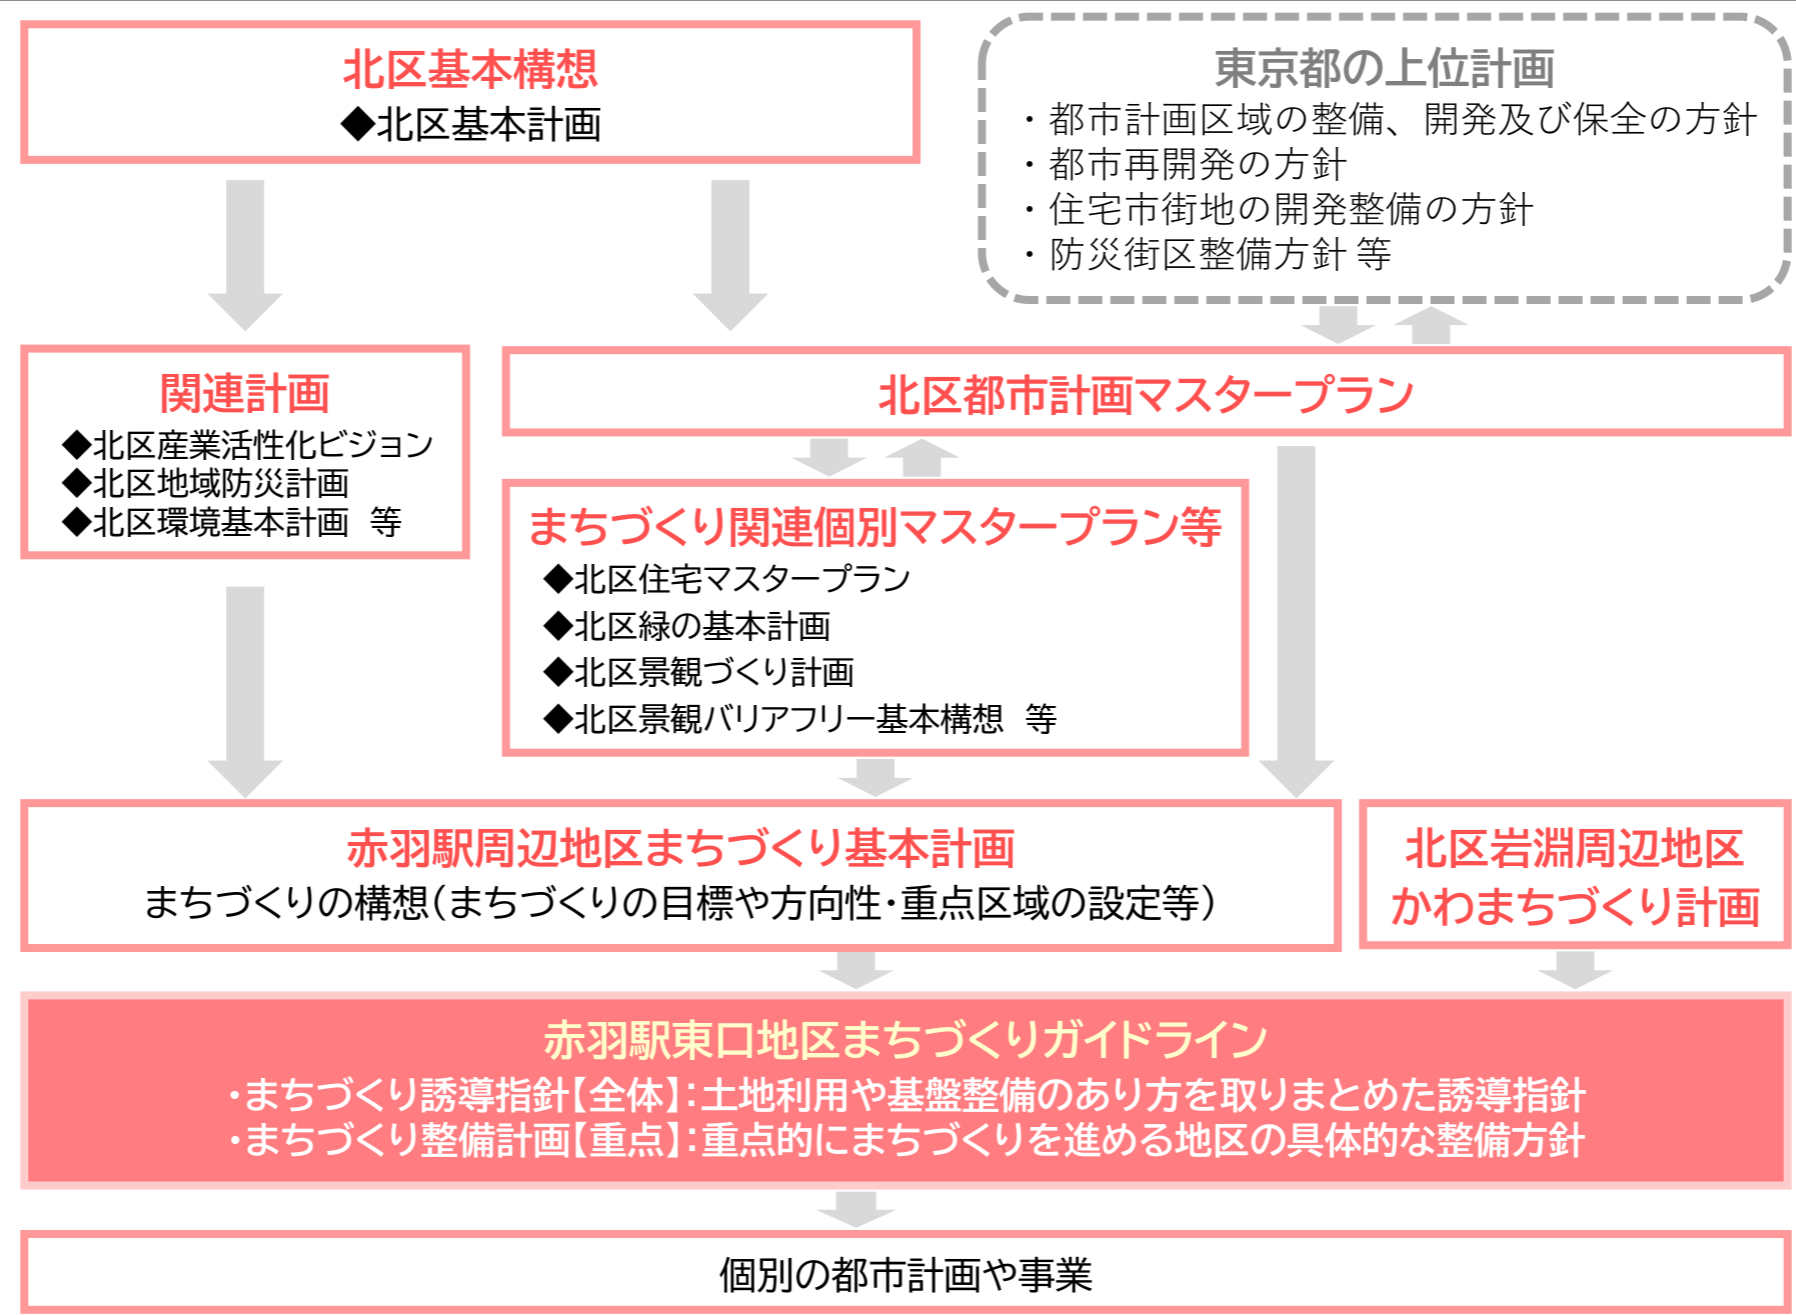 北区基本構想
◆北区基本計画
東京都の上位計画
・都市計画区域の整備、開発及び保全の方針
・都市再開発の方針
・住宅市街地の開発整備の方針
・防災街区整備方針 等
関連計画
◆北区産業活性化ビジョン
◆北区地域防災計画
◆北区環境基本計画 等
北区都市計画マスタープラン
まちづくり関連個別マスタープラン等
◆北区住宅マスタープラン
◆北区緑の基本計画
◆北区景観づくり計画
◆北区景観バリアフリー基本構想 等
赤羽駅周辺地区まちづくり基本計画
まちづくりの構想(まちづくりの目標や方向性・重点区域の設定等)
北区岩淵周辺地区
かわまちづくり計画
赤羽駅東口地区まちづくりガイドライン
・まちづくり誘導指針【全体】:土地利用や基盤整備のあり方を取りまとめた誘導指針
・まちづくり整備計画【重点】:重点的にまちづくりを進める地区の具体的な整備方針
個別の都市計画や事業